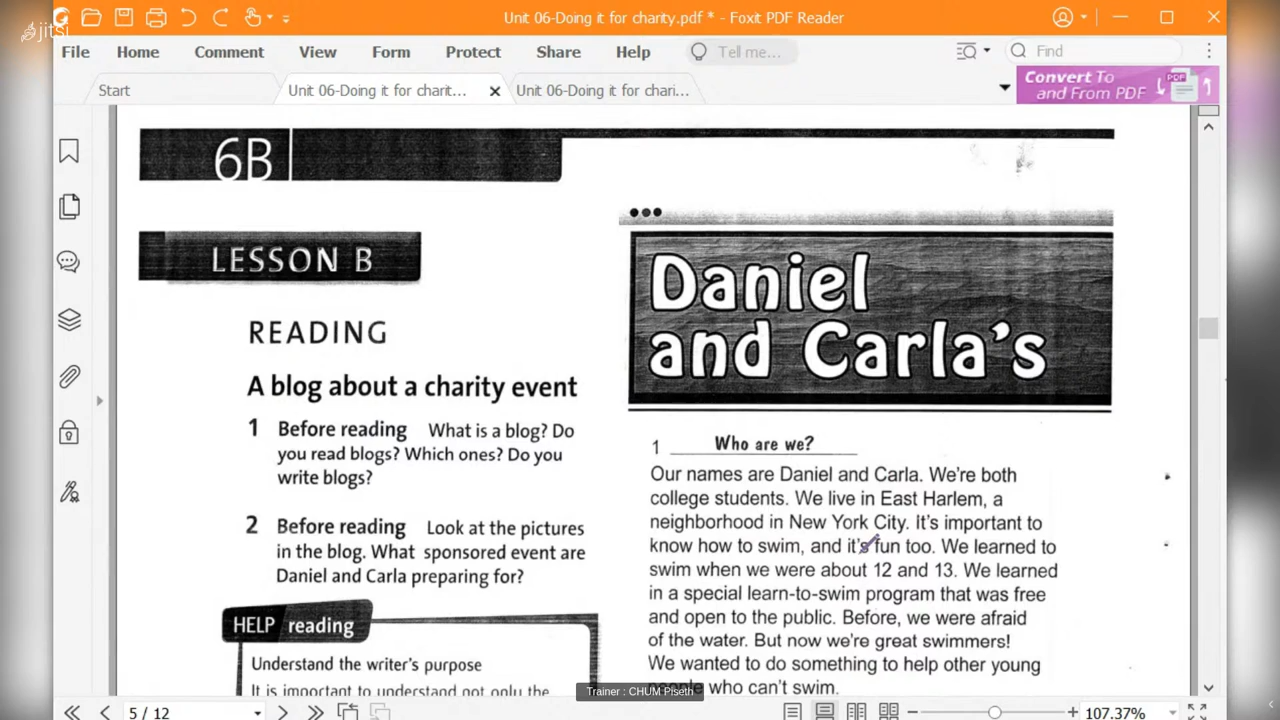 jitsi
Unit 06-Doing it for charity.pdf * - Foxit PDF Reader
File Home Comment View Form Protect Share Help Tell me... Find
Start Unit 06-Doing it for charit... Unit 06-Doing it for chari...
Convert To
and From PDF
PDF
6B
LESSON B
READING
A blog about a charity event
1 Before reading What is a blog? Do
you read blogs? Which ones? Do you
write blogs?
2 Before reading Look at the pictures
in the blog. What sponsored event are
Daniel and Carla preparing for?
HELP reading
Understand the writer's purpose
It is important to understand not only the
Daniel
and Carla's
1 Who are we?
Our names are Daniel and Carla. We're both
college students. We live in East Harlem, a
neighborhood in New York City. It's important to
know how to swim, and it's fun too. We learned to
swim when we were about 12 and 13. We learned
in a special learn-to-swim program that was free
and open to the public. Before, we were afraid
of the water. But now we're great swimmers!
We wanted to do something to help other young
people who can't swim.
Trainer : CHUM Piseth
5 / 12
107.37%